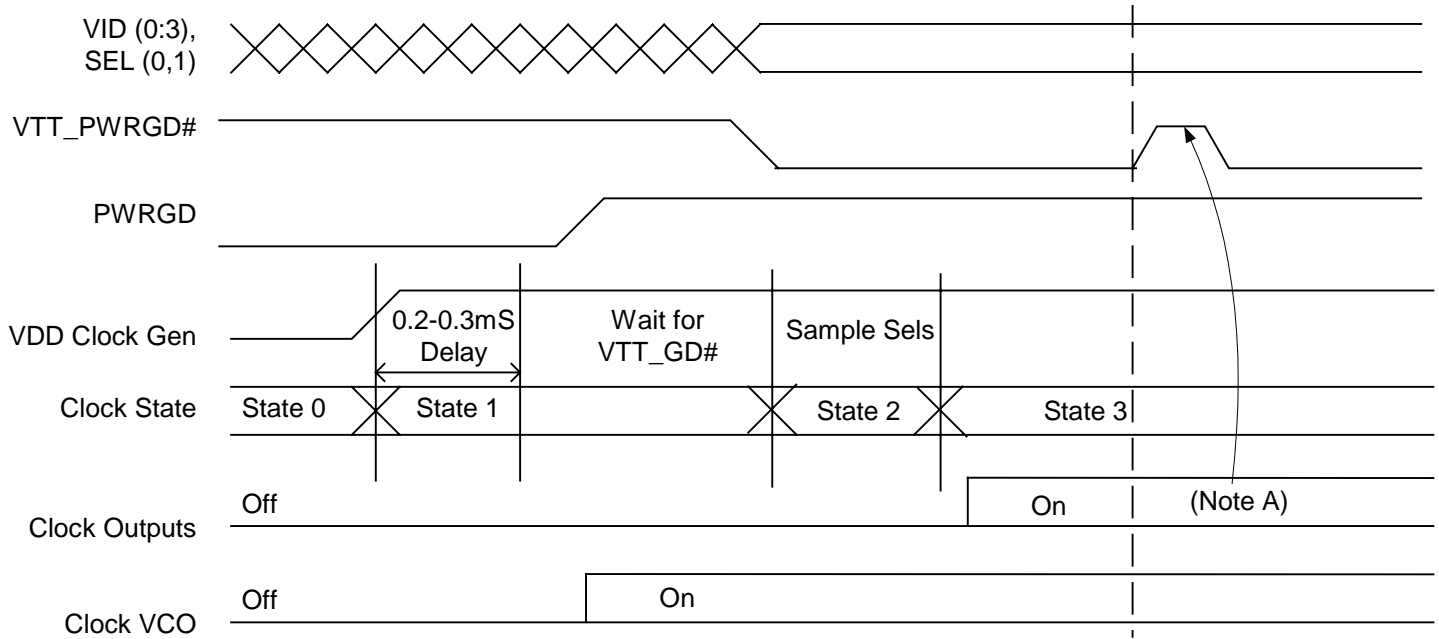 VID (0:3),
SEL (0,1)
VTT_PWRGD#
PWRGD
VDD Clock Gen
0.2-0.3mS
Delay
Wait for
VTT_GD#
Sample Sels
Clock State
State 0
State 1
State 2
State 3
Clock Outputs
Off
On
(Note A)
Clock VCO
Off
On